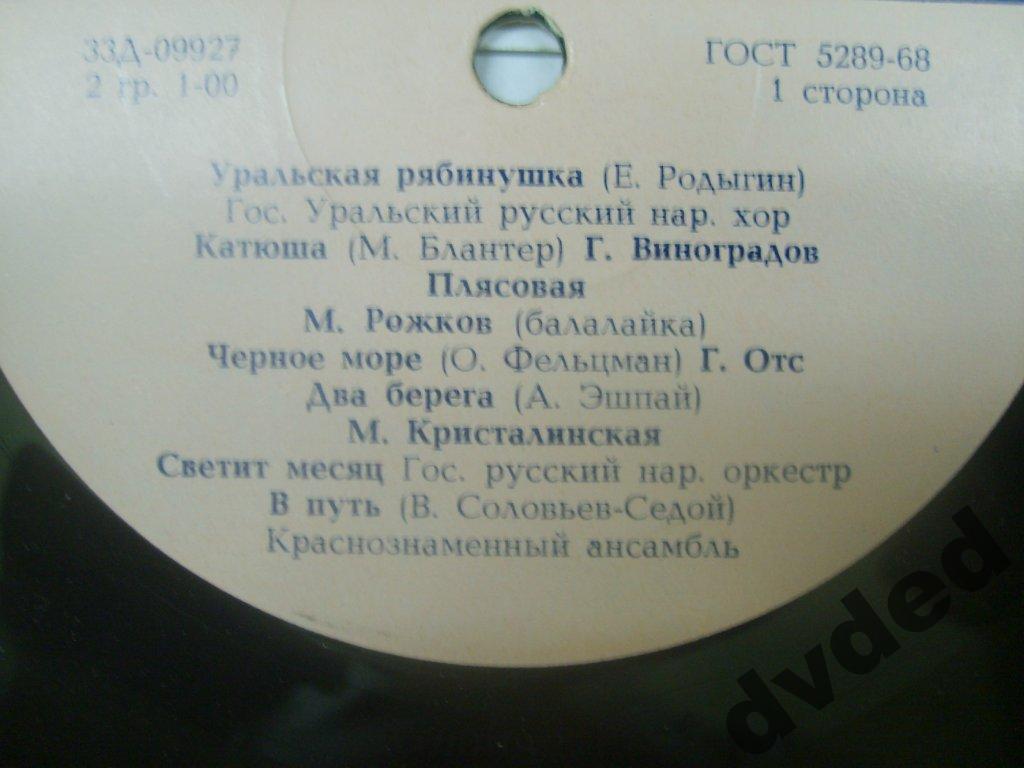 33Д-09927
2 гр. 1-00
ГОСТ 5289-68
1 сторона
Уральская рябинушка (Е. Родыгин)
Гос. Уральский русский нар. хор
Катюша (М. Блантер) Г. Виноградов
Плясовая
М. Рожков (балалайка)
Черное море (О. Фельцман) Г. Отс
Два берега (А. Эшпай)
М. Кристалинская
Светит месяц Гос. русский нар. оркестр
В путь (В. Соловьев-Седой)
Краснознаменный ансамбль
dvded